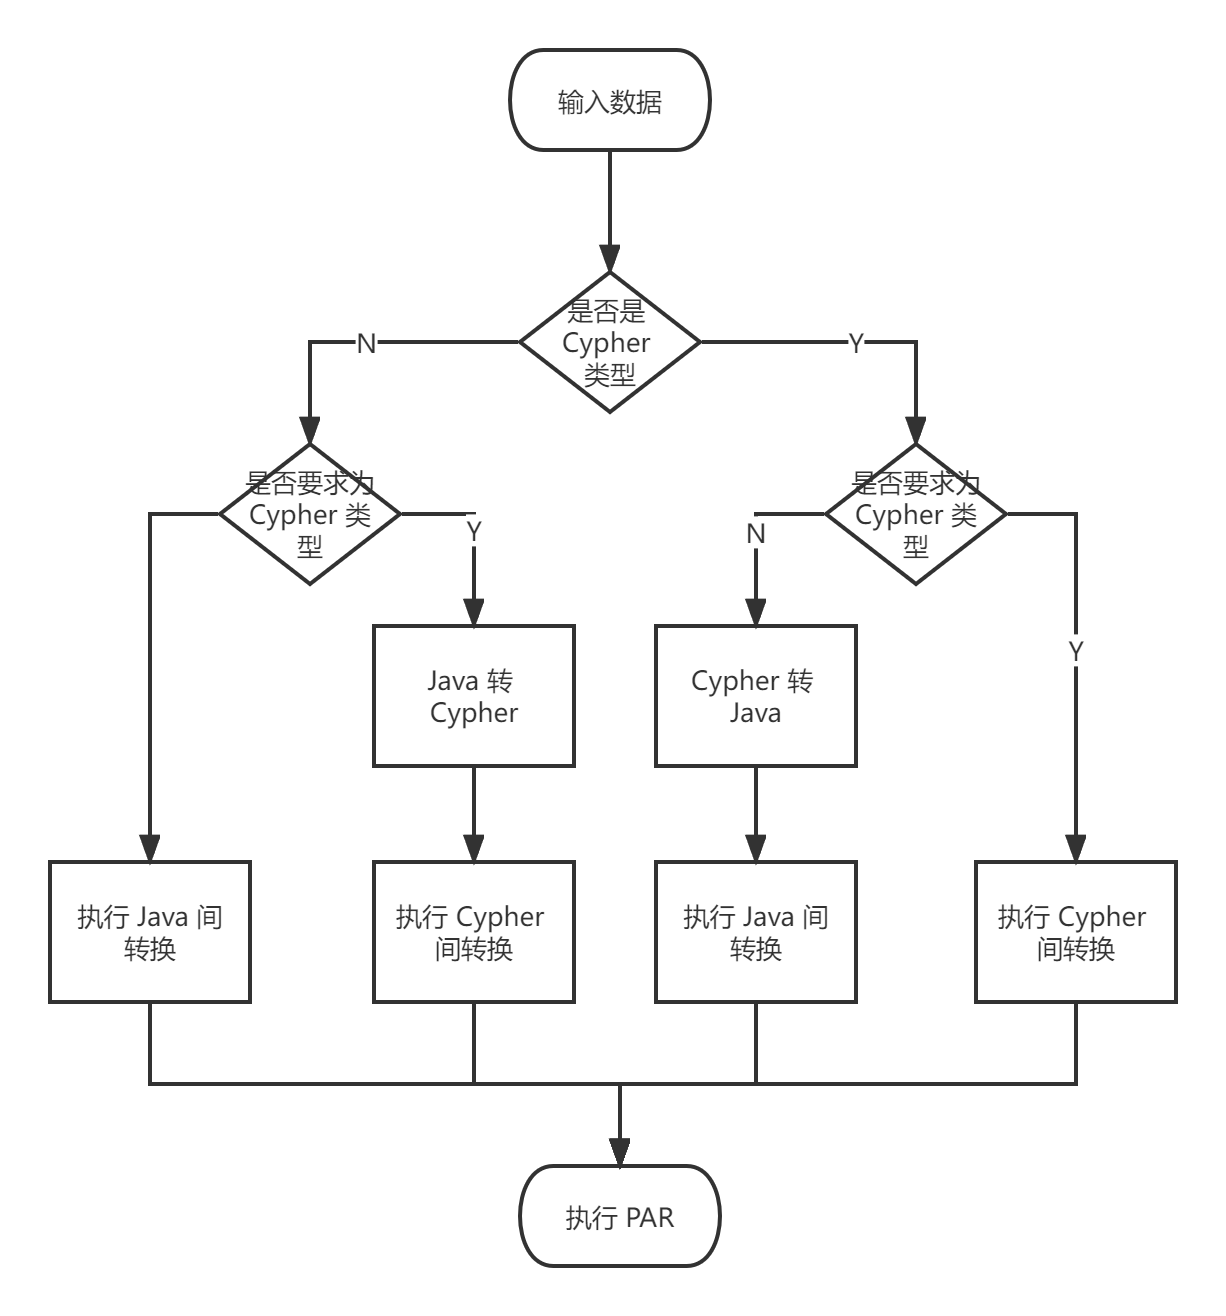 输入数据
是否是
Cypher
类型
N
Y
是否要求为
Cypher 类
型
是否要求为
Cypher 类
型
Y
N
Y
Java 转
Cypher
Cypher 转
Java
执行 Java 间
转换
执行 Cypher
间转换
执行 Java 间
转换
执行 Cypher
间转换
执行 PAR